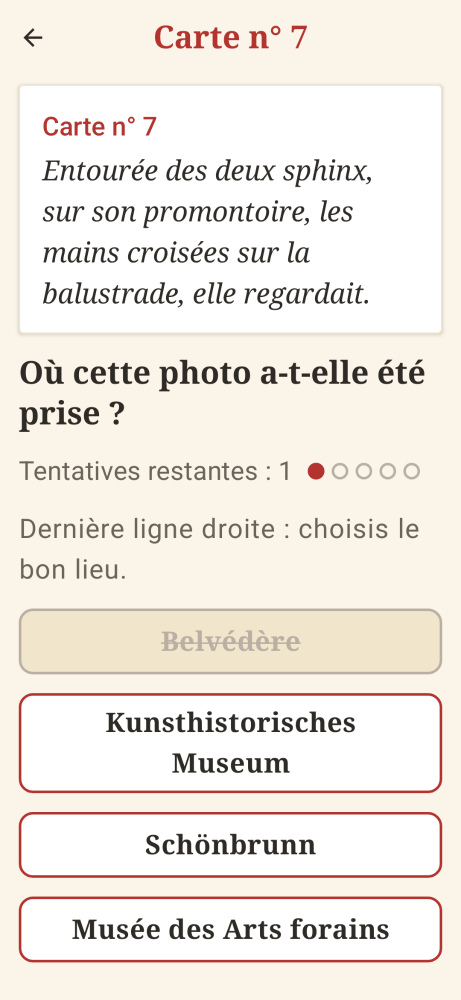 Carte n° 7
Carte n° 7
Entourée des deux sphinx,
sur son promontoire, les
mains croisées sur la
balustrade, elle regardait.
Où cette photo a-t-elle été
prise ?
Tentatives restantes : 1
Dernière ligne droite : choisis le
bon lieu.
Belvédère
Kunsthistorisches
Museum
Schönbrunn
Musée des Arts forains